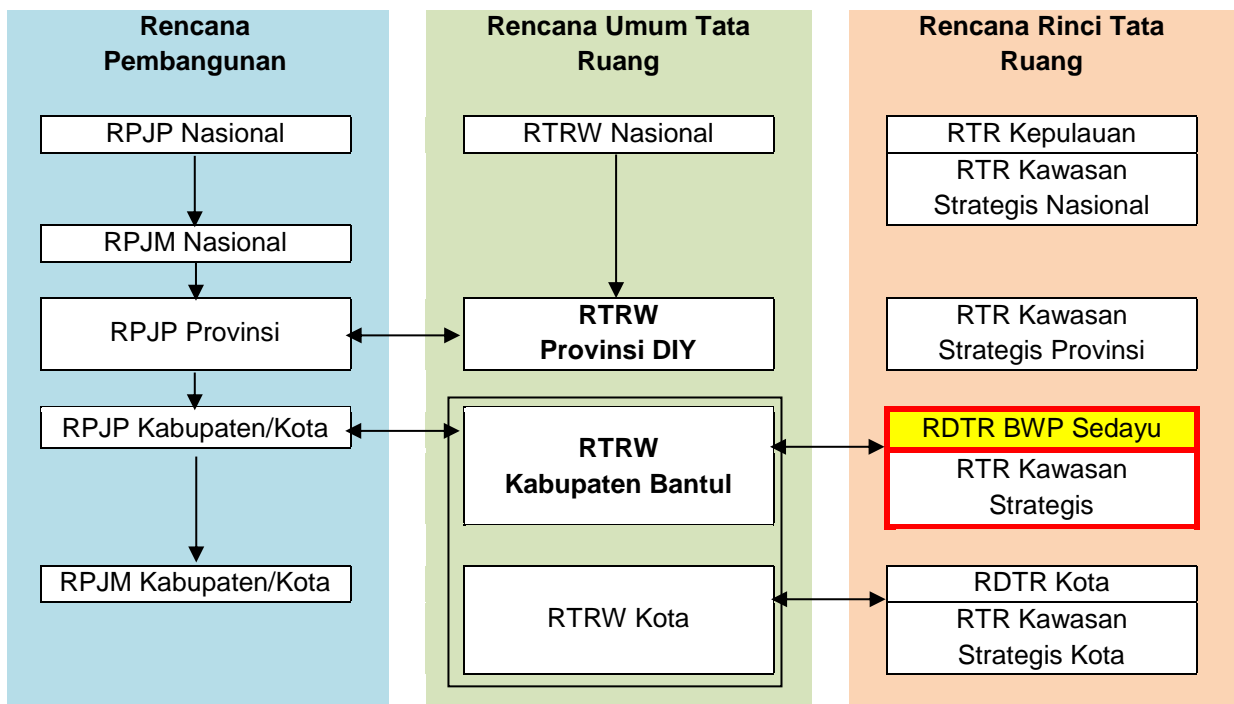 Rencana
Pembangunan
RPJP Nasional
RPJM Nasional
RPJP Provinsi
RPJP Kabupaten/Kota
RPJM Kabupaten/Kota
Rencana Umum Tata
Ruang
RTRW Nasional
RTRW
Provinsi DIY
RTRW
Kabupaten Bantul
RTRW Kota
Rencana Rinci Tata
Ruang
RTR Kepulauan
RTR Kawasan
Strategis Nasional
RTR Kawasan
Strategis Provinsi
RDTR BWP Sedayu
RTR Kawasan
Strategis
RDTR Kota
RTR Kawasan
Strategis Kota